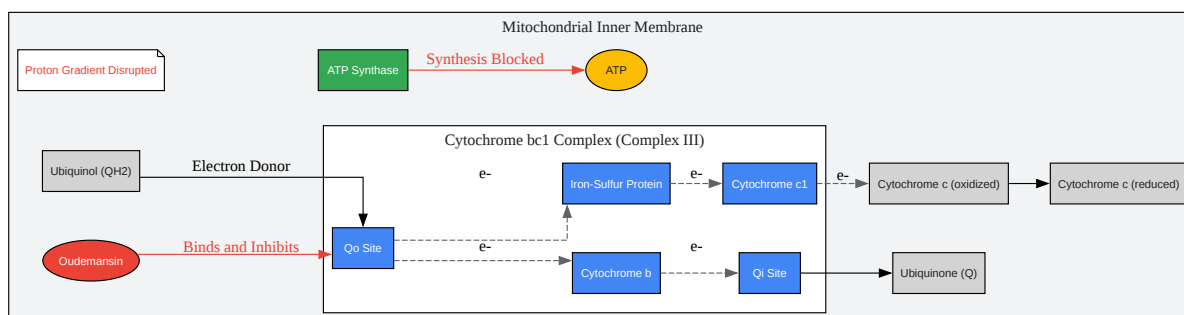 Mitochondrial Inner Membrane
Proton Gradient Disrupted
ATP Synthase
Synthesis Blocked
ATP
Cytochrome bc1 Complex (Complex III)
Ubiquinol (QH2)
Electron Donor
e-
Iron-Sulfur Protein
e-
Cytochrome c1
e-
Cytochrome c (oxidized)
Cytochrome c (reduced)
Oudemansin
Binds and Inhibits
Qo Site
e-
Cytochrome b
e-
Qi Site
Ubiquinone (Q)